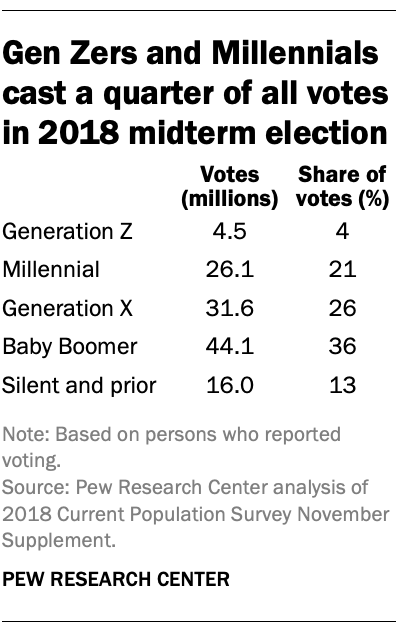 Gen Zers and Millennials
cast a quarter of all votes
in 2018 midterm election
Votes Share of
(millions) votes (%)
Generation Z 4.5 4
Millennial 26.1 21
Generation X 31.6 26
Baby Boomer 44.1 36
Silent and prior 16.0 13
Note: Based on persons who reported
voting.
Source: Pew Research Center analysis of
2018 Current Population Survey November
Supplement.
PEW RESEARCH CENTER